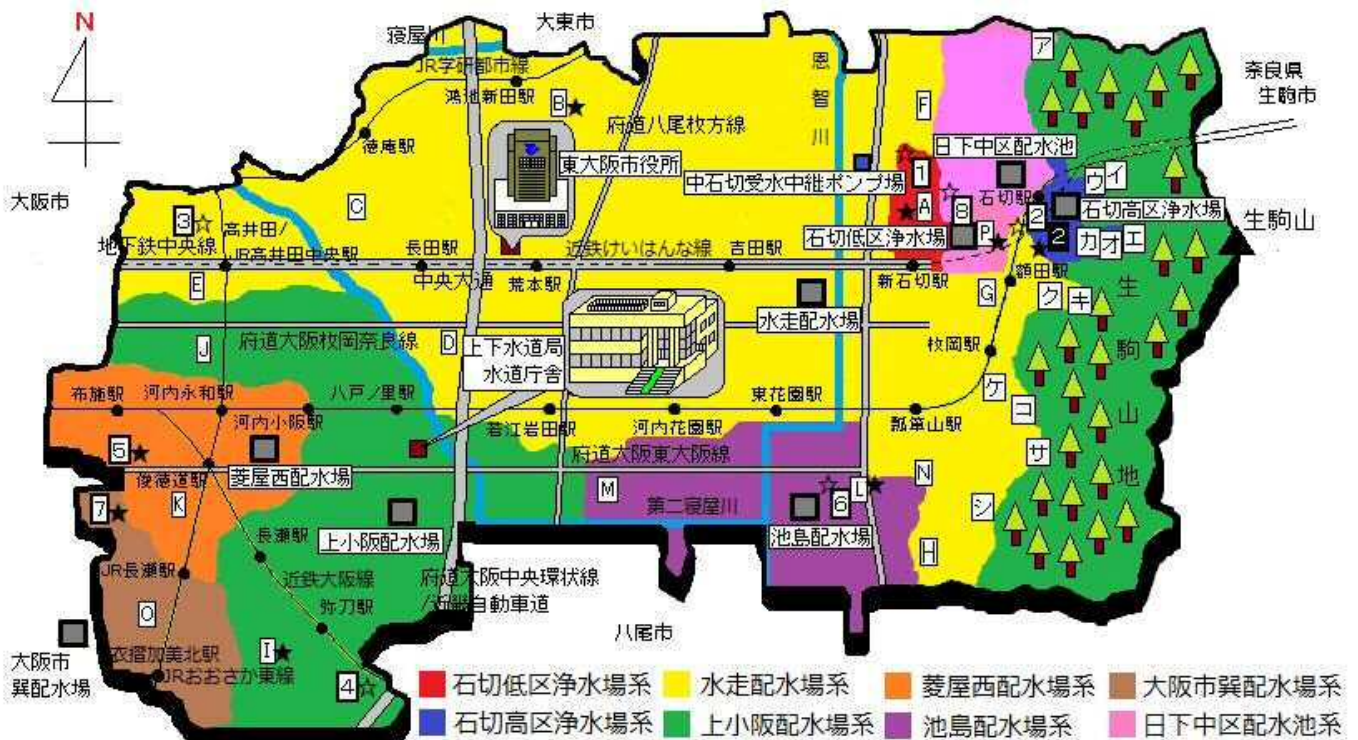 N
寝屋川
大東市
JR学研都市線
鴻池新田駅
B★
府道八尾枚方線
恩智川
ア
奈良県
生駒市
F
徳庵駅
東大阪市役所
日下中区配水池
中石切受水中継ポンプ場
☆
1
A
★
☆
8
石切駅
ウイ
大阪市
C
3☆
高井田/
JR高井田中央駅
地下鉄中央線
長田駅
近鉄けいはんな線
吉田駅
石切低区浄水場
P★
☆
2
石切高区浄水場
生駒山
★
2
カオエ
額田駅
E
中央大通
荒本駅
新石切駅
G
クキ
水走配水場
J
府道大阪枚岡奈良線
D
上下水道局
水道庁舎
枚岡駅
生駒山地
布施駅
河内永和駅
八戸ノ里駅
東花園駅
ケ
コ
河内小阪駅
若江岩田駅
河内花園駅
瓢箪山駅
サ
5★
菱屋西配水場
府道大阪東大阪線
俊徳道駅
N
K
M
☆
6
L★
シ
7★
第二寝屋川
上小阪配水場
池島配水場
長瀬駅
H
JR長瀬駅
近鉄大阪線
府道大阪中央環状線
/近畿自動車道
O
弥刀駅
八尾市
大阪市
巽配水場
衣摺加美北駅
I★
JRおおさか東線
4☆
石切低区浄水場系
水走配水場系
菱屋西配水場系
大阪市巽配水場系
石切高区浄水場系
上小阪配水場系
池島配水場系
日下中区配水池系